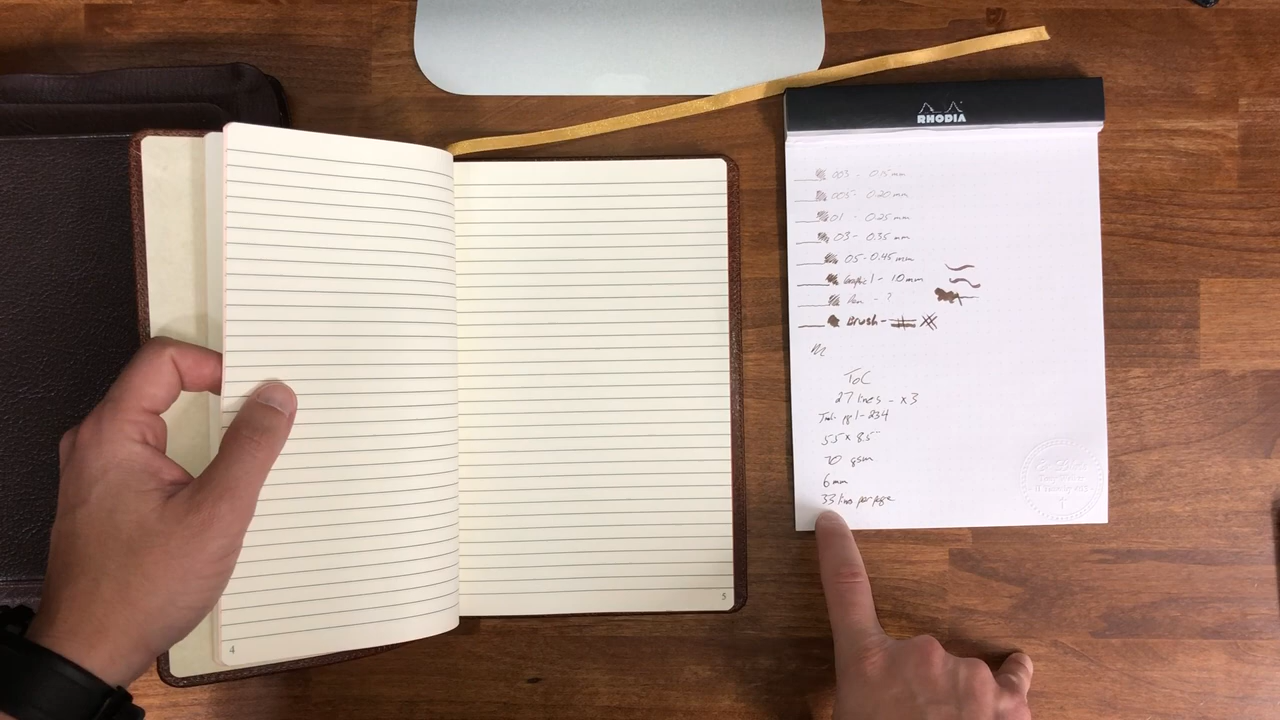 RHODIA
003 - 0.15mm
005 - 0.20mm
01 - 0.25mm
03 - 0.35mm
05 - 0.45mm
Graphic 1 - 1.0mm
Pen - ?
Brush -
ToC
27 lines - x3
pg 1-234
5.5 x 8.5
70 gsm
6mm
33 lines per page
4
5